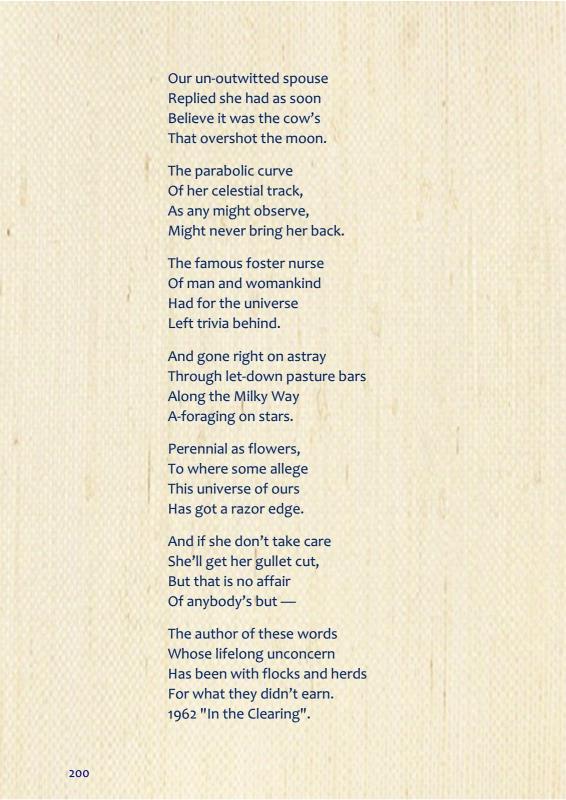 Our un-outwitted spouse
Replied she had as soon
Believe it was the cow’s
That overshot the moon.
The parabolic curve
Of her celestial track,
As any might observe,
Might never bring her back.
The famous foster nurse
Of man and womankind
Had for the universe
Left trivia behind.
And gone right on astray
Through let-down pasture bars
Along the Milky Way
A-foraging on stars.
Perennial as flowers,
To where some allege
This universe of ours
Has got a razor edge.
And if she don’t take care
She’ll get her gullet cut,
But that is no affair
Of anybody’s but —
The author of these words
Whose lifelong unconcern
Has been with flocks and herds
For what they didn’t earn.
1962 "In the Clearing".
200